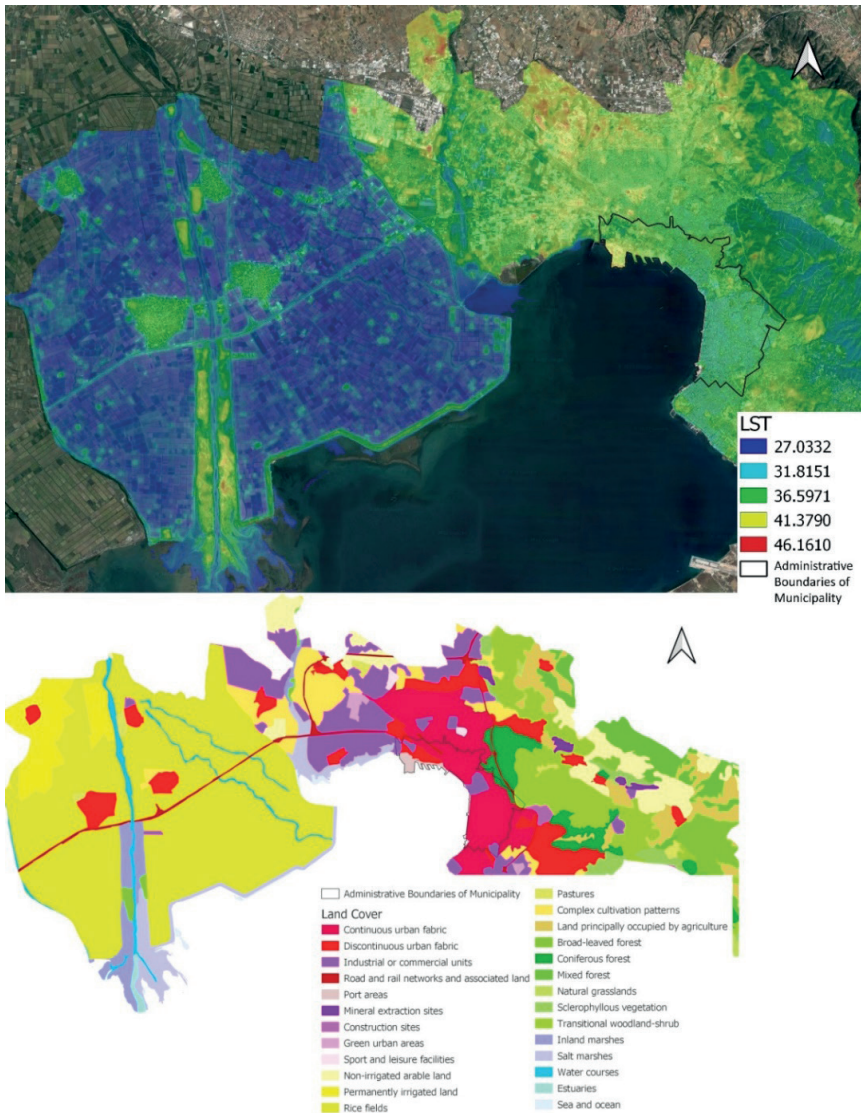 LST
27.0332
31.8151
36.5971
41.3790
46.1610
Administrative
Boundaries of
Municipality
Administrative Boundaries of Municipality
Land Cover
Continuous urban fabric
Discontinuous urban fabric
Industrial or commercial units
Road and rail networks and associated land
Port areas
Mineral extraction sites
Construction sites
Green urban areas
Sport and leisure facilities
Non-irrigated arable land
Permanently irrigated land
Rice fields
Pastures
Complex cultivation patterns
Land principally occupied by agriculture
Broad-leaved forest
Coniferous forest
Mixed forest
Natural grasslands
Sclerophyllous vegetation
Transitional woodland-shrub
Inland marshes
Salt marshes
Water courses
Estuaries
Sea and ocean